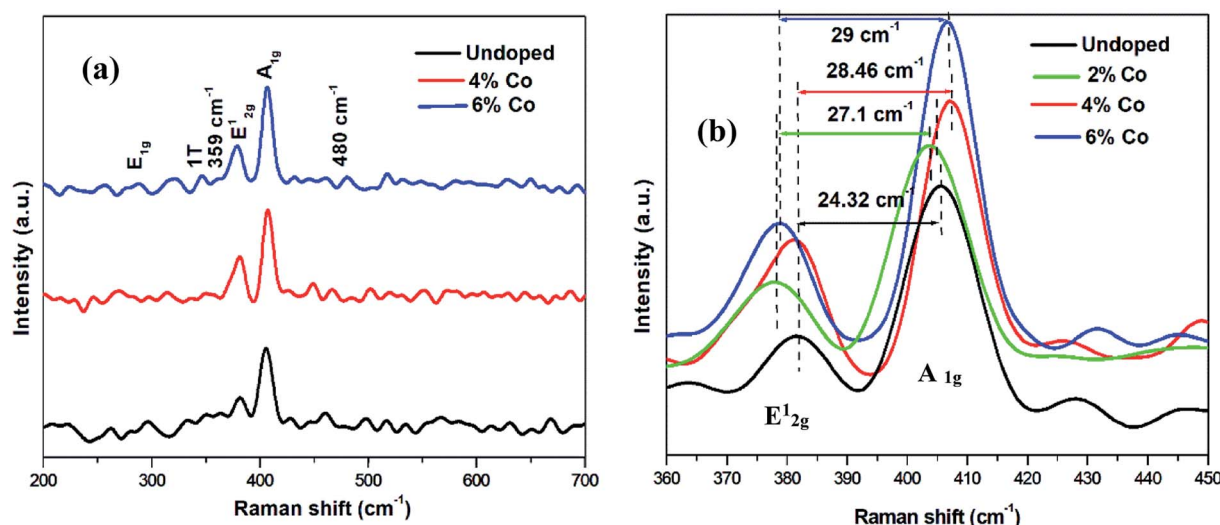 (a)
Undoped
4% Co
6% Co
E1g
1T
359 cm-1
E12g
A1g
480 cm-1
Intensity (a.u.)
200 300 400 500 600 700
Raman shift (cm-1)
(b)
29 cm-1
28.46 cm-1
27.1 cm-1
24.32 cm-1
Undoped
2% Co
4% Co
6% Co
E12g
A 1g
Intensity (a.u.)
360 370 380 390 400 410 420 430 440 450
Raman shift (cm-1)